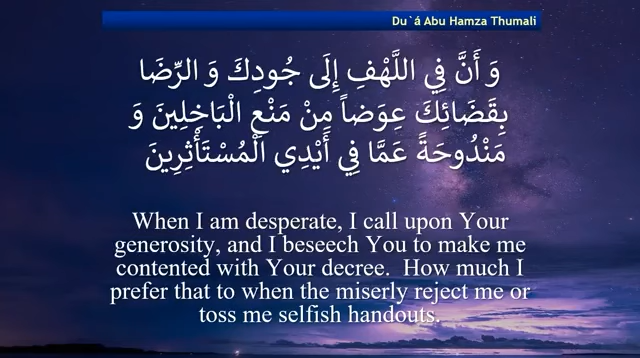 Du`á Abu Hamza Thumali
وَ أَنَّ فِي اللَّهْفِ إِلَى جُودِكَ وَ الرِّضَا
بِقَضَائِكَ عِوَضاً مِنْ مَنْعِ الْبَاخِلِينَ وَ
مَنْدُوحَةً عَمَّا فِي أَيْدِي الْمُسْتَأْثِرِينَ
When I am desperate, I call upon Your
generosity, and I beseech You to make me
contented with Your decree.  How much I
prefer that to when the miserly reject me or
toss me selfish handouts.